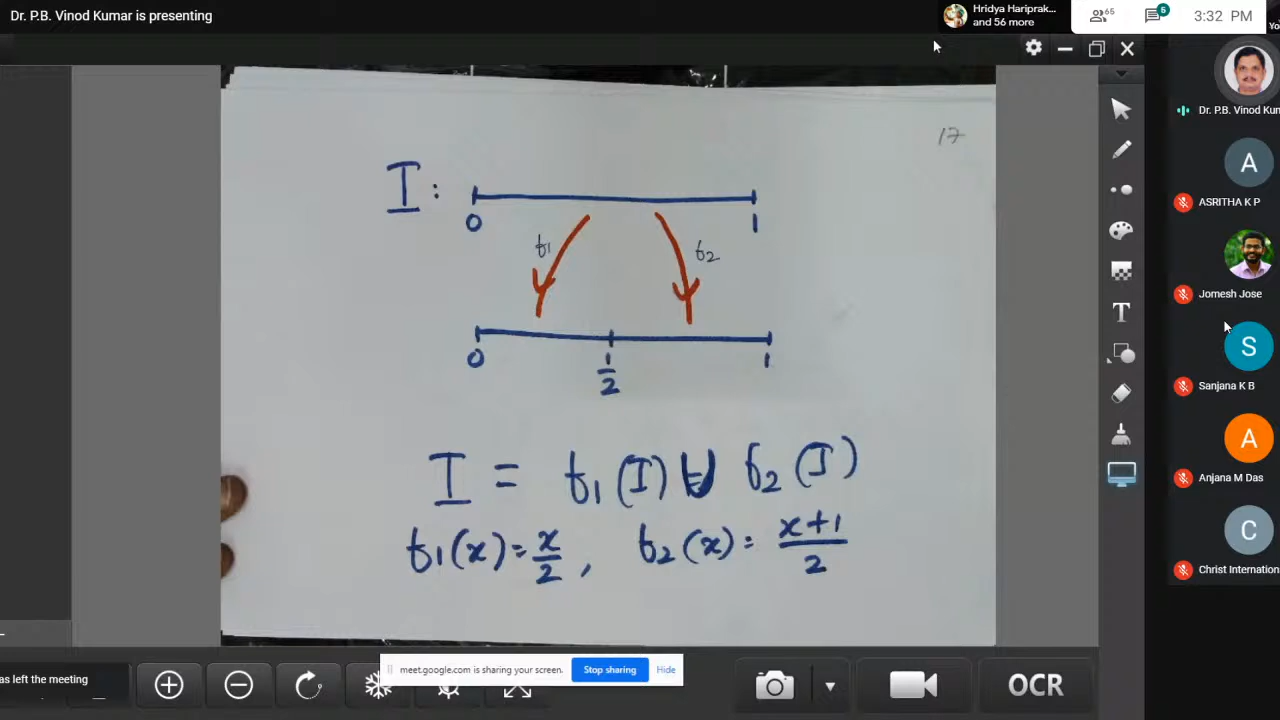 Dr. P.B. Vinod Kumar is presenting
Hridya Hariprak...
and 56 more
65
5
3:32 PM
17
I:
0 1
f1 f2
0 1/2 1
I = f1(I) ⊎ f2(I)
f1(x) = x/2, f2(x) = x+1/2
Dr. P.B. Vinod Kum
A
ASRITHA K P
Jomesh Jose
S
Sanjana K B
A
Anjana M Das
C
Christ Internation
T
as left the meeting
meet.google.com is sharing your screen.
Stop sharing
Hide
OCR